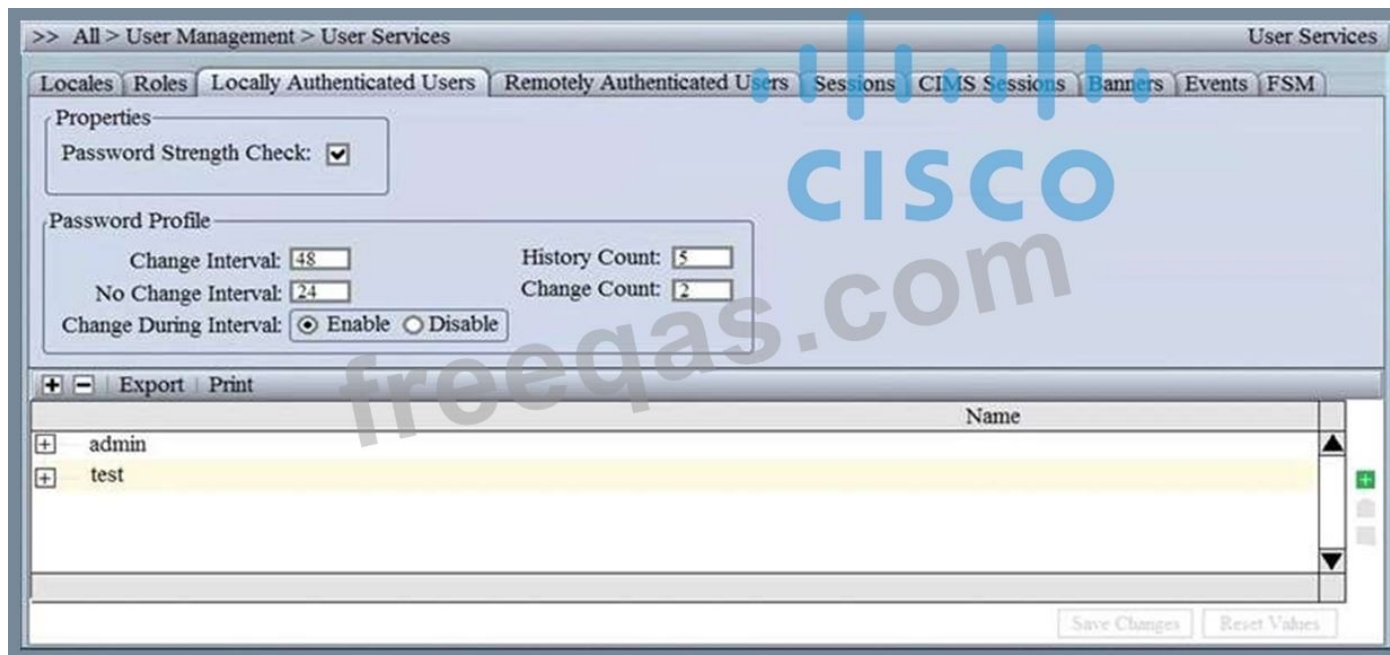 >> All > User Management > User Services User Services
Locales Roles Locally Authenticated Users Remotely Authenticated Users Sessions CIMS Sessions Banners Events FSM
Properties
Password Strength Check:
CISCO
Password Profile
Change Interval: 48 History Count: 5
No Change Interval: 24 Change Count: 2
Change During Interval: Enable Disable
freeqas.com
Export Print
Name
admin
test
Save Changes Reset Values